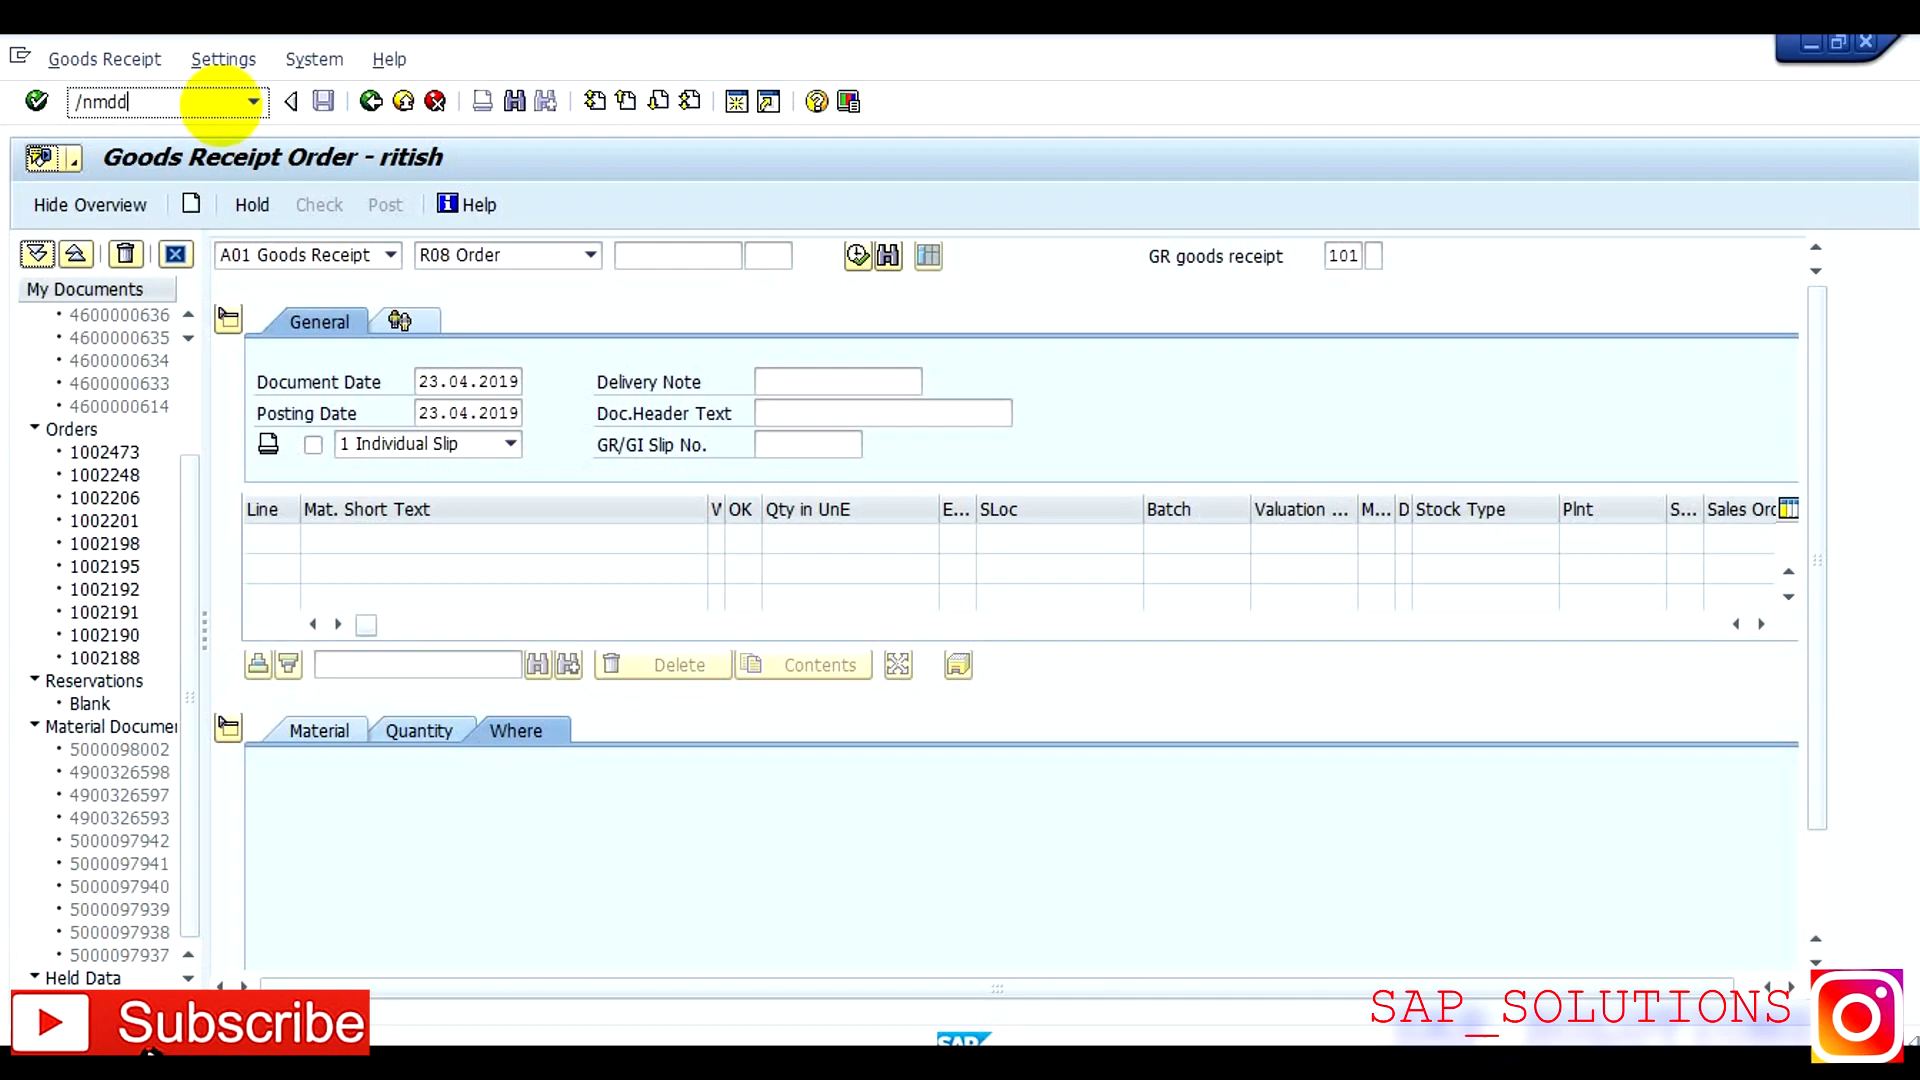 Goods Receipt Settings System Help
/nmdd
Goods Receipt Order - ritish
Hide Overview Hold Check Post Help
A01 Goods Receipt R08 Order GR goods receipt 101
My Documents
4600000636
4600000635
4600000634
4600000633
4600000614
Orders
1002473
1002248
1002206
1002201
1002198
1002195
1002192
1002191
1002190
1002188
Reservations
Blank
Material Documen
5000098002
4900326598
4900326597
4900326593
5000097942
5000097941
5000097940
5000097939
5000097938
5000097937
Held Data
General
Document Date 23.04.2019 Delivery Note
Posting Date 23.04.2019 Doc.Header Text
1 Individual Slip GR/GI Slip No.
Line Mat. Short Text V OK Qty in UnE E... SLoc Batch Valuation ... M... D Stock Type Plnt S... Sales Orc
Delete Contents
Material Quantity Where
Subscribe
SAP_SOLUTIONS
SAP